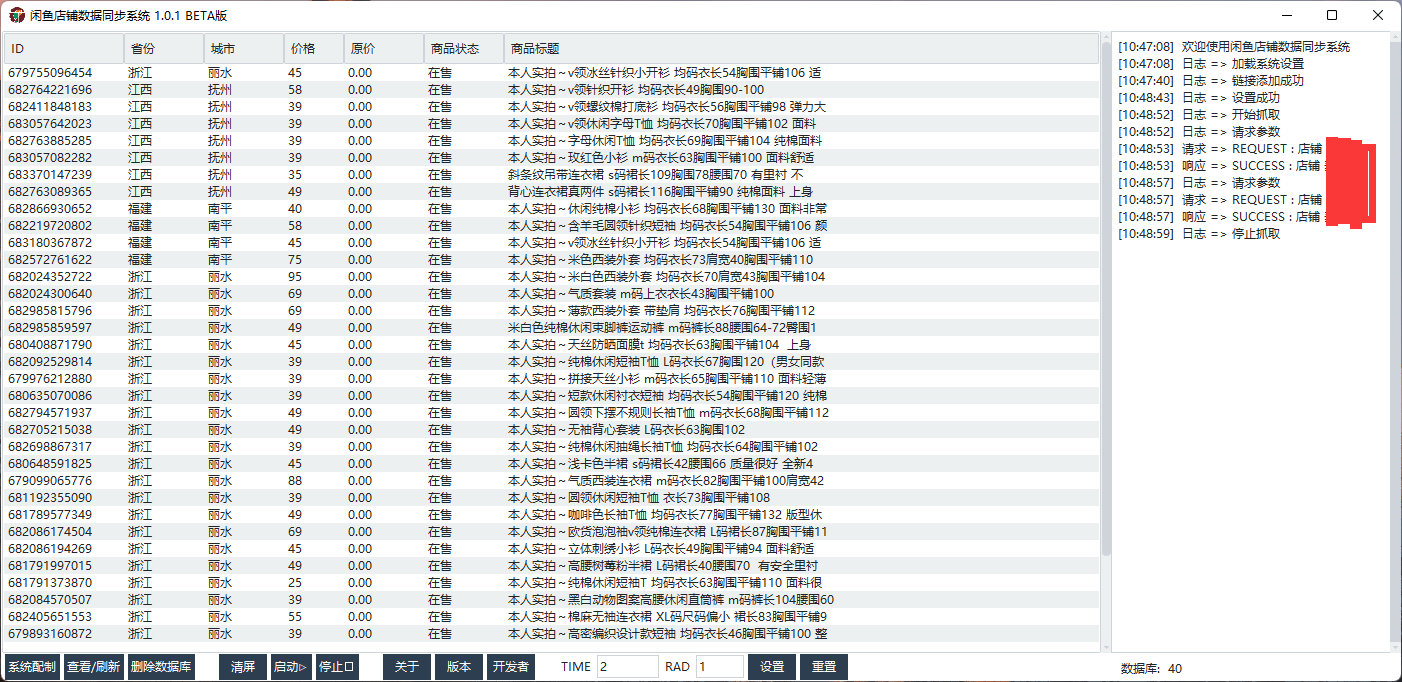 闲鱼店铺数据同步系统 1.0.1 BETA版
ID 省份 城市 价格 原价 商品状态 商品标题
679755096454 浙江 丽水 45 0.00 在售 本人实拍～v领冰丝针织小开衫 均码衣长54胸围平铺106 适
682764221696 江西 抚州 58 0.00 在售 本人实拍～v领针织开衫 均码衣长49胸围90-100
682411848183 江西 抚州 39 0.00 在售 本人实拍～v领螺纹棉打底衫 均码衣长56胸围平铺98 弹力大
683057642023 江西 抚州 39 0.00 在售 本人实拍～v领休闲字母T恤 均码衣长70胸围平铺102 面料
682763885285 江西 抚州 39 0.00 在售 本人实拍～字母休闲T恤 均码衣长69胸围平铺104 纯棉面料
683057082282 江西 抚州 39 0.00 在售 本人实拍～玫红色小衫 m码衣长63胸围平铺100 面料舒适
683370147239 江西 抚州 35 0.00 在售 斜条纹吊带连衣裙 s码裙长109胸围78腰围70 有里衬 不
682763089365 江西 抚州 49 0.00 在售 背心连衣裙真两件 s码裙长116胸围平铺90 纯棉面料 上身
682866930652 福建 南平 40 0.00 在售 本人实拍～休闲纯棉小衫 均码衣长68胸围平铺130 面料非常
682219720802 福建 南平 58 0.00 在售 本人实拍～含羊毛圆领针织短袖 均码衣长54胸围平铺106 颜
683180367872 福建 南平 45 0.00 在售 本人实拍～v领冰丝针织小开衫 均码衣长54胸围平铺106 适
682572761622 福建 南平 75 0.00 在售 本人实拍～米色西装外套 均码衣长73肩宽40胸围平铺110
682024352722 浙江 丽水 95 0.00 在售 本人实拍～米白色西装外套 均码衣长70肩宽43胸围平铺104
682024300640 浙江 丽水 69 0.00 在售 本人实拍～气质套装 m码上衣衣长43胸围平铺100
682985815796 浙江 丽水 69 0.00 在售 本人实拍～薄款西装外套 带垫肩 均码衣长76胸围平铺112
682985859597 浙江 丽水 49 0.00 在售 米白色纯棉休闲束脚裤运动裤 m码裤长88腰围64-72臀围1
680408871790 浙江 丽水 45 0.00 在售 本人实拍～天丝防晒面膜t 均码衣长63胸围平铺104  上身
682092529814 浙江 丽水 39 0.00 在售 本人实拍～纯棉休闲短袖T恤 L码衣长67胸围120（男女同款
679976212880 浙江 丽水 39 0.00 在售 本人实拍～拼接天丝小衫 m码衣长65胸围平铺110 面料轻薄
680635070086 浙江 丽水 39 0.00 在售 本人实拍～短款休闲衬衣短袖 均码衣长54胸围平铺120 纯棉
682794571937 浙江 丽水 49 0.00 在售 本人实拍～圆领下摆不规则长袖T恤 m码衣长68胸围平铺112
682705215038 浙江 丽水 49 0.00 在售 本人实拍～无袖背心套装 L码衣长63胸围102
682698867317 浙江 丽水 39 0.00 在售 本人实拍～纯棉休闲抽绳长袖T恤 均码衣长64胸围平铺102
680648591825 浙江 丽水 45 0.00 在售 本人实拍～浅卡色半裙 s码裙长42腰围66 质量很好 全新4
679099065776 浙江 丽水 88 0.00 在售 本人实拍～气质西装连衣裙 m码衣长82胸围平铺100肩宽42
681192355090 浙江 丽水 39 0.00 在售 本人实拍～圆领休闲短袖T恤 衣长73胸围平铺108
681789577349 浙江 丽水 49 0.00 在售 本人实拍～咖啡色长袖T恤 均码衣长77胸围平铺132 版型休
682086174504 浙江 丽水 69 0.00 在售 本人实拍～欧货泡泡袖v领纯棉连衣裙 L码裙长87胸围平铺11
682086194269 浙江 丽水 45 0.00 在售 本人实拍～立体刺绣小衫 L码衣长49胸围平铺94 面料舒适
681791997015 浙江 丽水 49 0.00 在售 本人实拍～高腰树莓粉半裙 L码裙长40腰围70  有安全里衬
681791373870 浙江 丽水 25 0.00 在售 本人实拍～纯棉休闲短袖T 均码衣长63胸围平铺110 面料很
682084570507 浙江 丽水 39 0.00 在售 本人实拍～黑白动物图案高腰休闲直筒裤 m码裤长104腰围60
682405651553 浙江 丽水 55 0.00 在售 本人实拍～棉麻无袖连衣裙 XL码尺码偏小 裙长83胸围平铺9
679893160872 浙江 丽水 39 0.00 在售 本人实拍～高密编织设计款短袖 均码衣长46胸围平铺100 整
[10:47:08] 欢迎使用闲鱼店铺数据同步系统
[10:47:08] 日志 => 加载系统设置
[10:47:40] 日志 => 链接添加成功
[10:48:43] 日志 => 设置成功
[10:48:52] 日志 => 开始抓取
[10:48:52] 日志 => 请求参数
[10:48:53] 请求 => REQUEST : 店铺
[10:48:53] 响应 => SUCCESS : 店铺
[10:48:57] 日志 => 请求参数
[10:48:57] 请求 => REQUEST : 店铺
[10:48:57] 响应 => SUCCESS : 店铺
[10:48:59] 日志 => 停止抓取
系统配制 查看/刷新 删除数据库 清屏 启动▷ 停止□ 关于 版本 开发者 TIME 2 RAD 1 设置 重置
数据库: 40